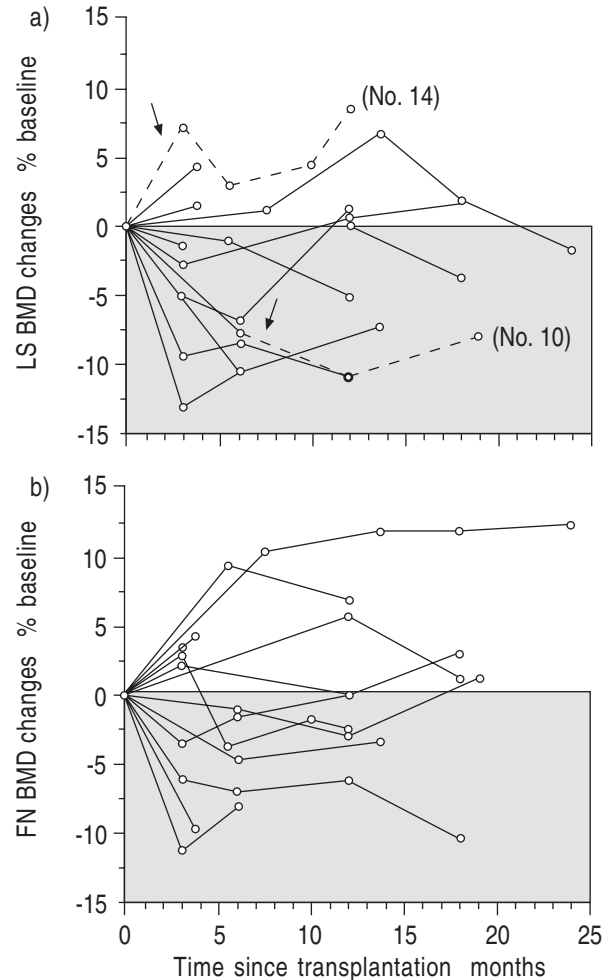 a)
15
10
5
0
-5
-10
-15
LS BMD changes % baseline
(No. 14)
(No. 10)
b)
15
10
5
0
-5
-10
-15
FN BMD changes % baseline
0 5 10 15 20 25
Time since transplantation months